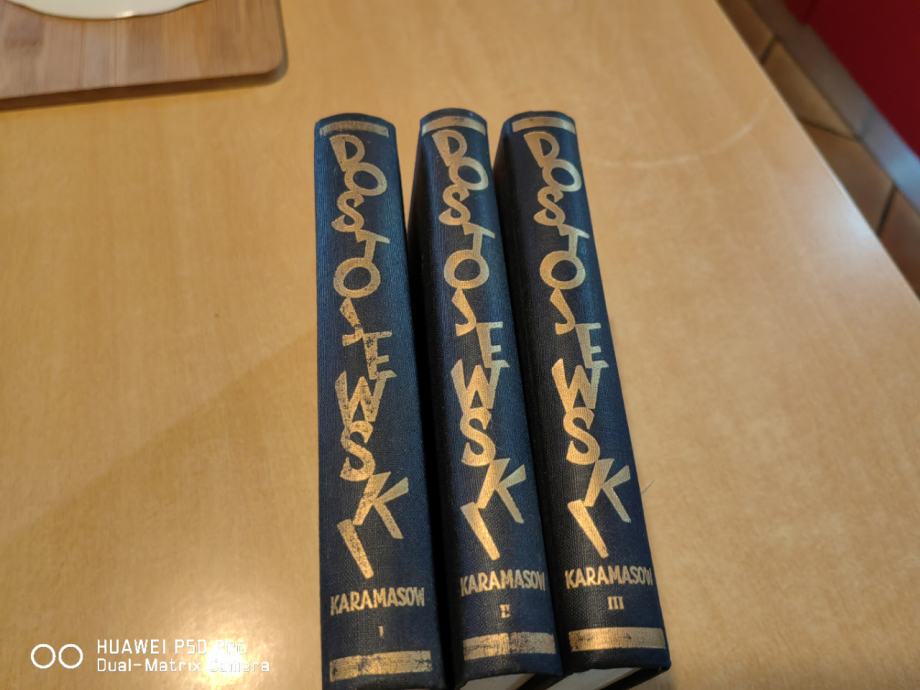 DOSTOJEWSKI
KARAMASOW
I
DOSTOJEWSKI
KARAMASOW
II
DOSTOJEWSKI
KARAMASOW
III
HUAWEI P50 Pro
Dual-Matrix Camera